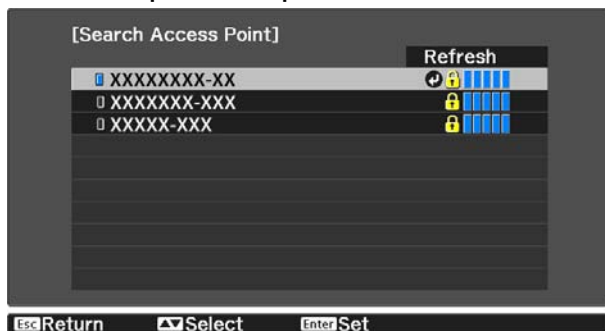 [Search Access Point]
Refresh
XXXXXXXX-XX
XXXXXXX-XXX
XXXXX-XXX
Esc Return Select Enter Set